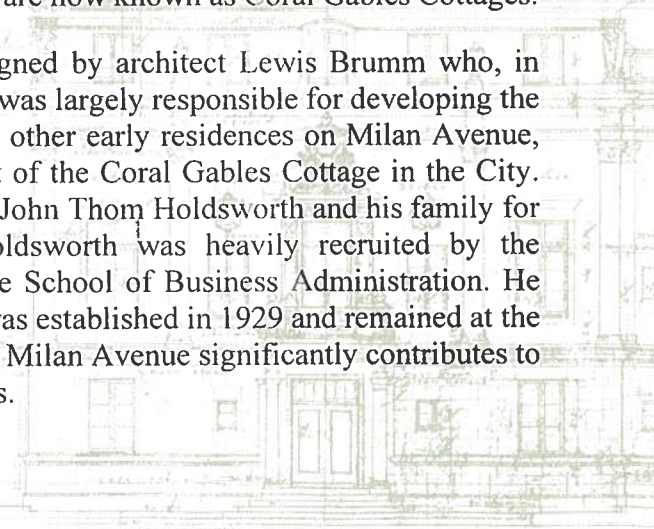 are now known as Coral Gables Cottages.
gned by architect Lewis Brumm who, in
was largely responsible for developing the
other early residences on Milan Avenue,
of the Coral Gables Cottage in the City.
John Thom Holdsworth and his family for
oldsworth was heavily recruited by the
e School of Business Administration. He
as established in 1929 and remained at the
Milan Avenue significantly contributes to
s.